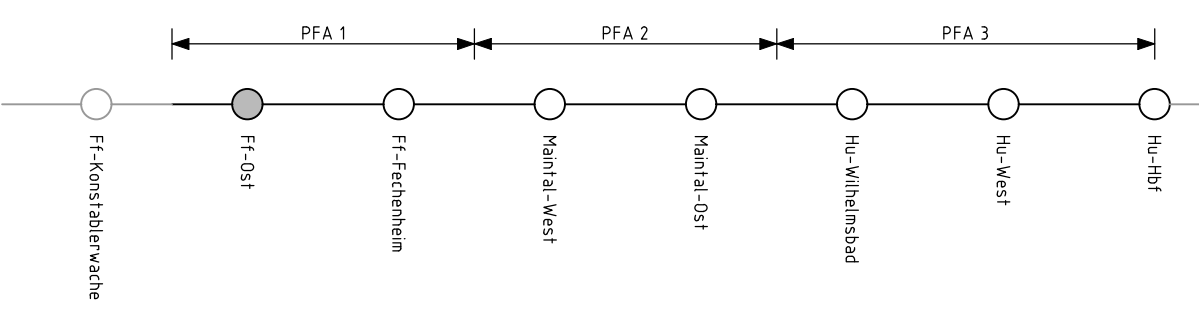 PFA 1
PFA 2
PFA 3
Ff-Konstablerwache
Ff-Ost
Ff-Fechenheim
Maintal-West
Maintal-Ost
Hu-Wilhelmsbad
Hu-West
Hu-Hbf